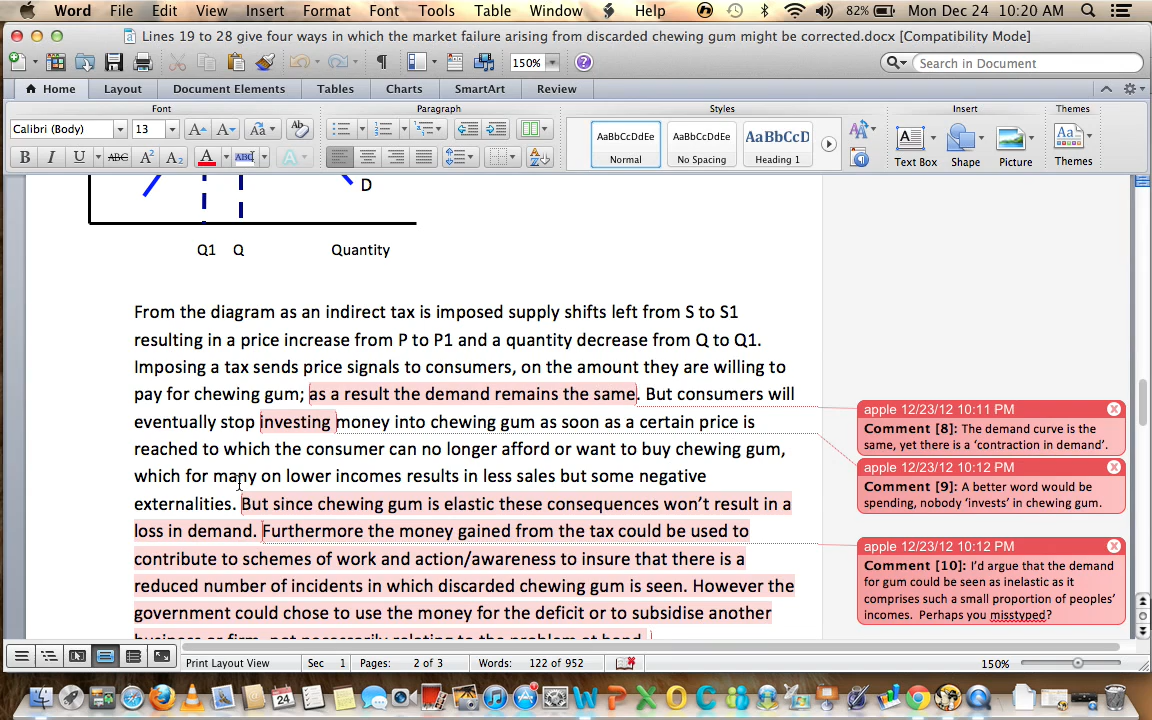 Word File Edit View Insert Format Font Tools Table Window Help 82% Mon Dec 24 10:20 AM
Lines 19 to 28 give four ways in which the market failure arising from discarded chewing gum might be corrected.docx [Compatibility Mode]
150% Search in Document
Home Layout Document Elements Tables Charts SmartArt Review
Font Paragraph Styles Insert Themes
Calibri (Body) 13 A A Aa
B I U ABC A2 A2 A ABC A
AaBbCcDdEe AaBbCcDdEe AaBbCcD
Normal No Spacing Heading 1
Text Box Shape Picture Themes
D
Q1 Q Quantity
From the diagram as an indirect tax is imposed supply shifts left from S to S1
resulting in a price increase from P to P1 and a quantity decrease from Q to Q1.
Imposing a tax sends price signals to consumers, on the amount they are willing to
pay for chewing gum; as a result the demand remains the same. But consumers will
eventually stop investing money into chewing gum as soon as a certain price is
reached to which the consumer can no longer afford or want to buy chewing gum,
which for many on lower incomes results in less sales but some negative
externalities. But since chewing gum is elastic these consequences won't result in a
loss in demand. Furthermore the money gained from the tax could be used to
contribute to schemes of work and action/awareness to insure that there is a
reduced number of incidents in which discarded chewing gum is seen. However the
government could chose to use the money for the deficit or to subsidise another
business or firm, not necessarily relating to the problem at hand.
apple 12/23/12 10:11 PM
Comment [8]: The demand curve is the
same, yet there is a 'contraction in demand'.
apple 12/23/12 10:12 PM
Comment [9]: A better word would be
spending, nobody 'invests' in chewing gum.
apple 12/23/12 10:12 PM
Comment [10]: I'd argue that the demand
for gum could be seen as inelastic as it
comprises such a small proportion of peoples'
incomes. Perhaps you misstyped?
Print Layout View Sec 1 Pages: 2 of 3 Words: 122 of 952 150%